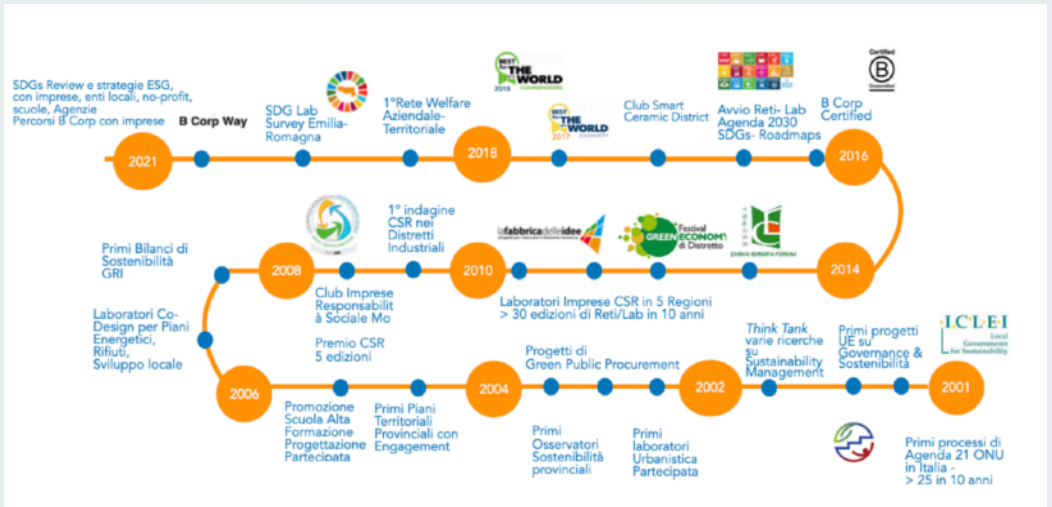 SDGs Review e strategie ESG,
con imprese, enti locali, no-profit,
scuole, Agenzie
Percorsi B Corp con imprese
B Corp Way
SDG Lab
Survey Emilia-
Romagna
1°Rete Welfare
Aziendale-
Territoriale
BEST
THE
WORLD
2018
BEST
THE
WORLD
2017
Club Smart
Ceramic District
Avvio Reti- Lab
Agenda 2030
SDGs- Roadmaps
Certified
B
Corporation
B Corp
Certified
2021
2018
2016
Primi Bilanci di
Sostenibilità
GRI
1° indagine
CSR nei
Distretti
Industriali
lafabbricadelleidee
Festival
GREEN ECONOMY
di Distretto
CHINA EUROPA FORUM
2008
2010
2014
Laboratori Co-
Design per Piani
Energetici,
Rifiuti,
Sviluppo locale
Club Imprese
Responsabilit
à Sociale Mo
Premio CSR
5 edizioni
Laboratori Imprese CSR in 5 Regioni
> 30 edizioni di Reti/Lab in 10 anni
Progetti di
Green Public Procurement
Think Tank
varie ricerche
su
Sustainability
Management
Primi progetti
UE su
Governance &
Sostenibilità
I.C.L.E.I
Local
Governments
for Sustainability
2006
2004
2002
2001
Promozione
Scuola Alta
Formazione
Progettazione
Partecipata
Primi Piani
Territoriali
Provinciali con
Engagement
Primi
Osservatori
Sostenibilità
provinciali
Primi
laboratori
Urbanistica
Partecipata
Primi processi di
Agenda 21 ONU
in Italia -
> 25 in 10 anni